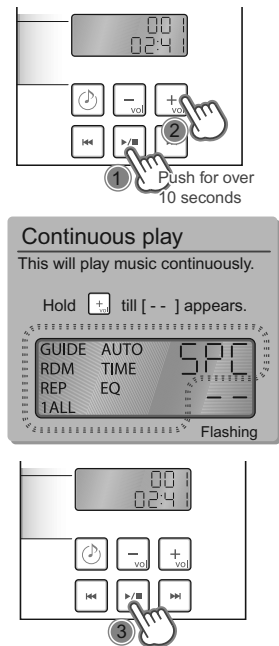 001
02:41
vol
vol
2
1
Push for over
10 seconds
Continuous play
This will play music continuously.
Hold + vol till [ - - ] appears.
GUIDE AUTO SPC
RDM TIME
REP EQ - -
1ALL
Flashing
001
02:41
vol
vol
3